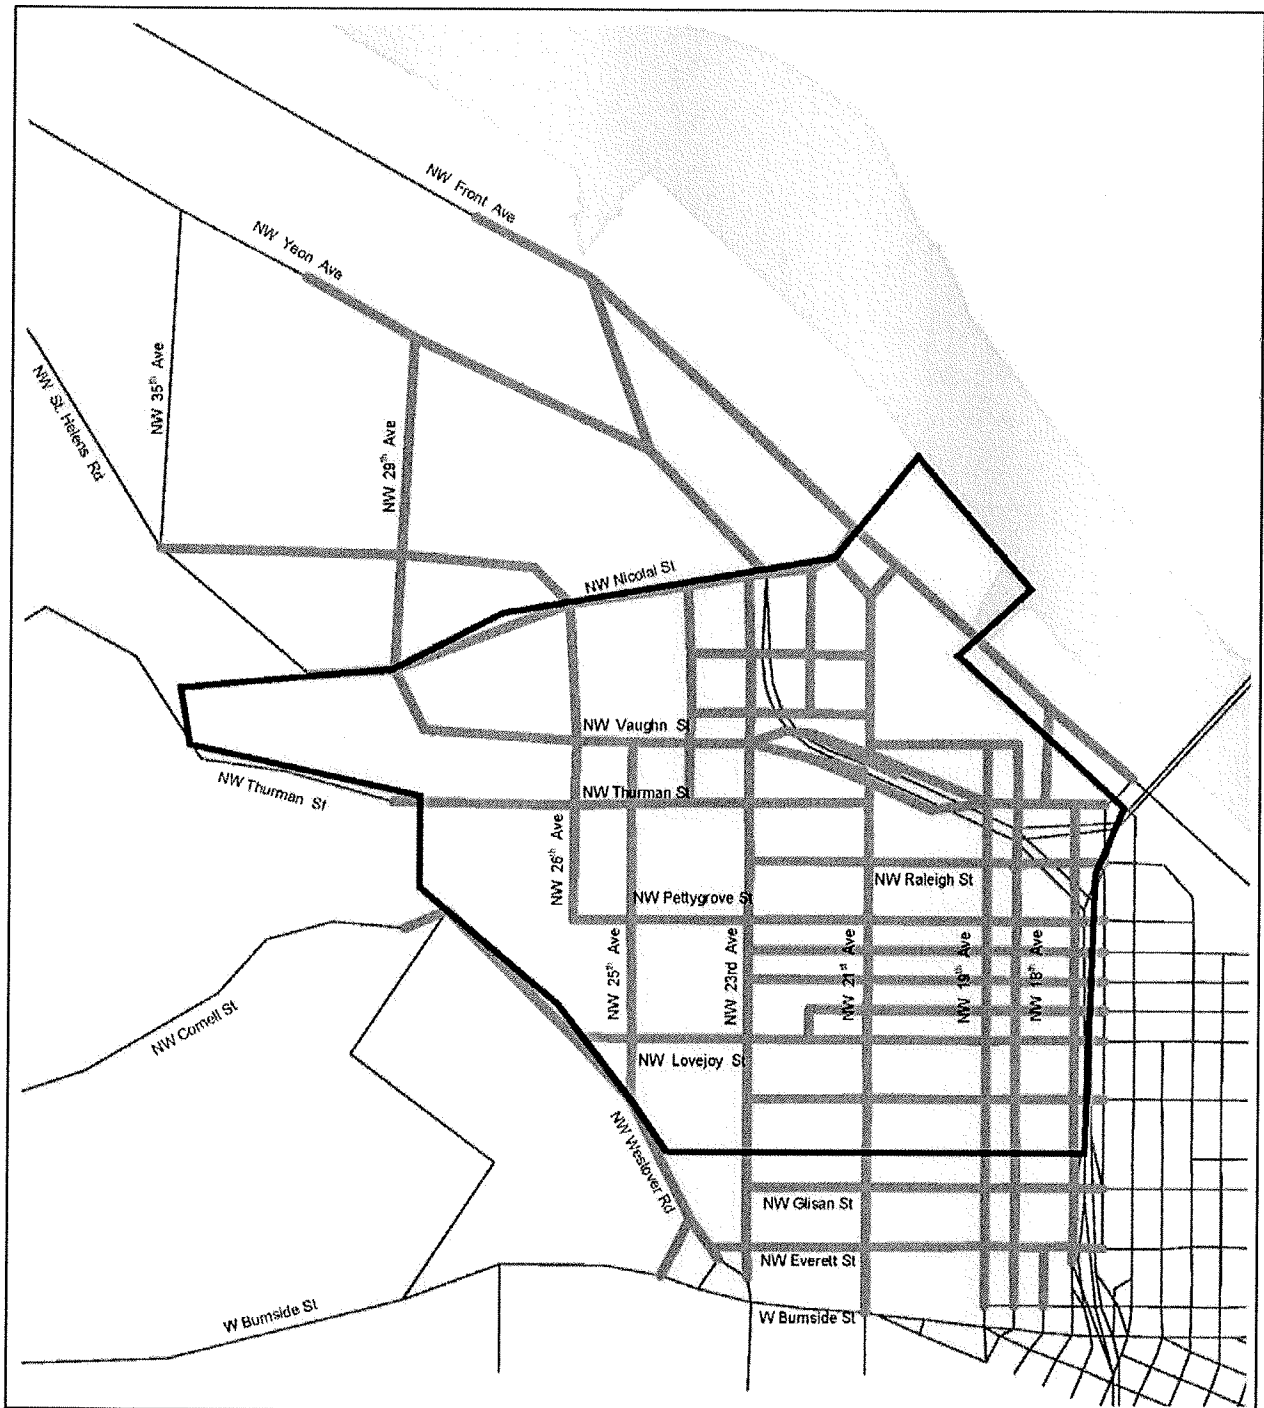 NW Front Ave
NW Yeon Ave
NW 35th Ave
NW St. Helens Rd
NW 29th Ave
NW Nicolai St
NW Vaughn St
NW Thurman St
NW Thurman St
NW 26th Ave
NW Raleigh St
NW Pettygrove St
NW 25th Ave
NW 23rd Ave
NW 21st Ave
NW 19th Ave
NW 18th Ave
NW Cornell St
NW Lovejoy St
NW Westover Rd
NW Glisan St
NW Everett St
W Burnside St
W Burnside St